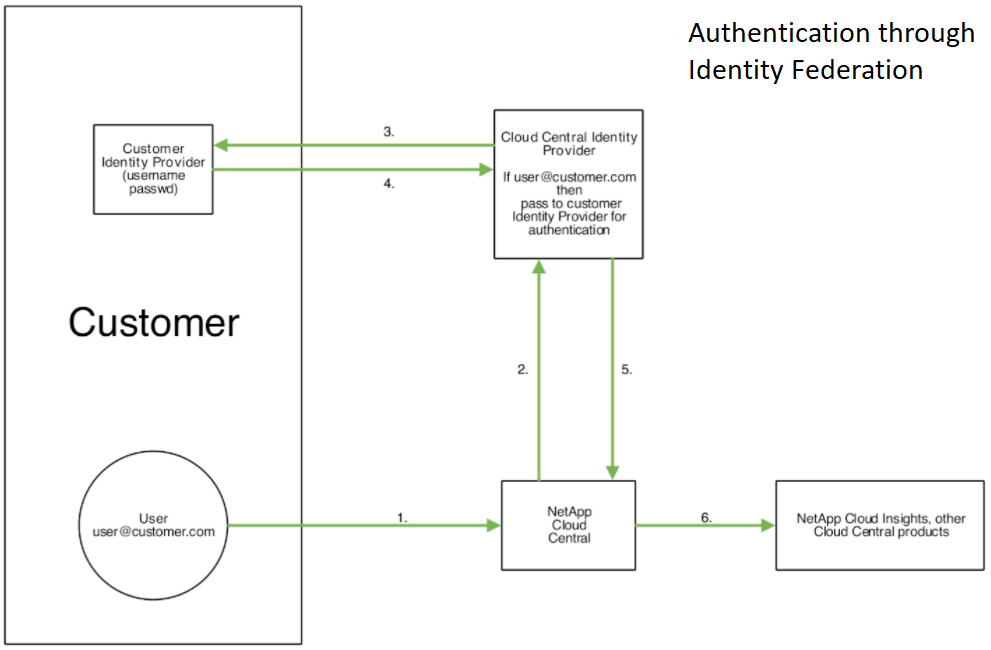 Authentication through
Identity Federation
3.
Customer
Identity Provider
(username
passwd)
4.
Cloud Central Identity
Provider
If user@customer.com
then
pass to customer
Identity Provider for
authentication
Customer
2.
5.
User
user@customer.com
1.
NetApp
Cloud
Central
6.
NetApp Cloud Insights, other
Cloud Central products